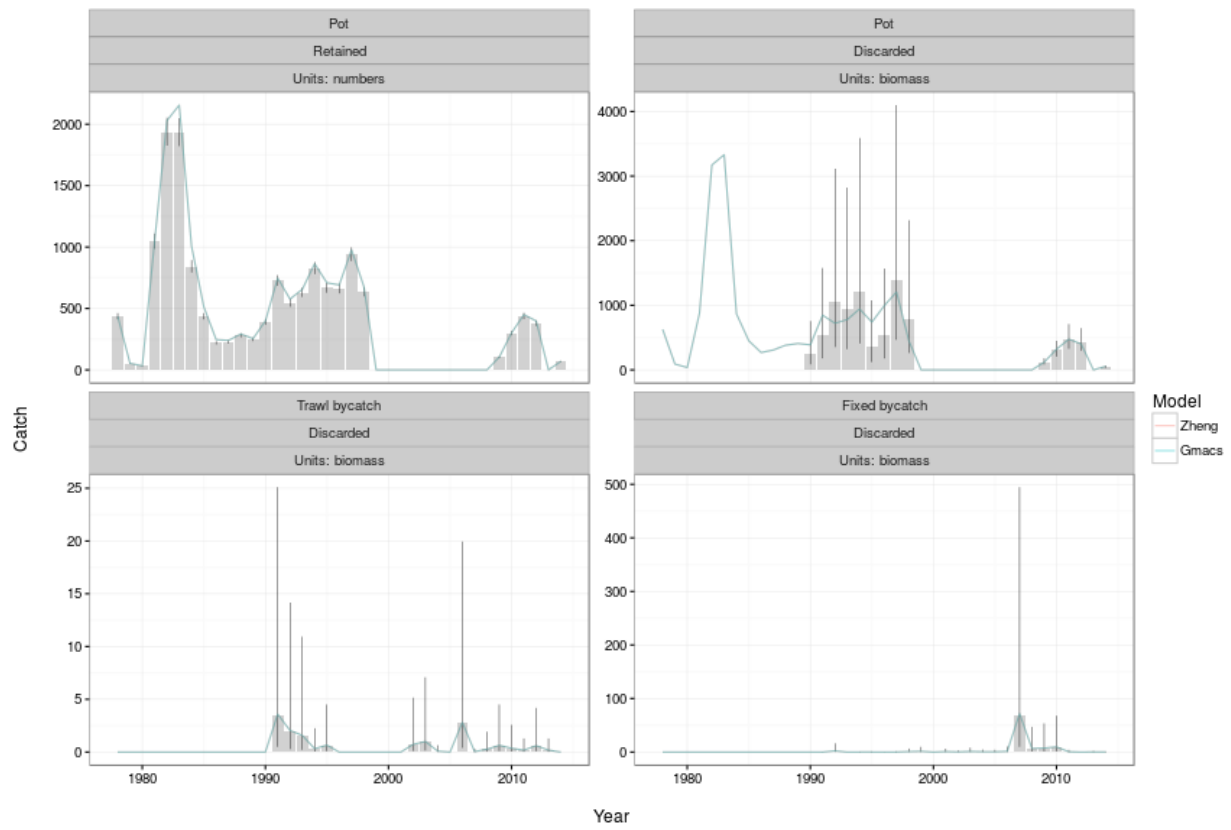 Pot
Retained
Units: numbers
2000
1500
1000
500
0
Pot
Discarded
Units: biomass
4000
3000
2000
1000
0
Trawl bycatch
Discarded
Units: biomass
25
20
15
10
5
0
1980 1990 2000 2010
Fixed bycatch
Discarded
Units: biomass
500
400
300
200
100
0
1980 1990 2000 2010
Catch
Year
Model
Zheng
Gmacs